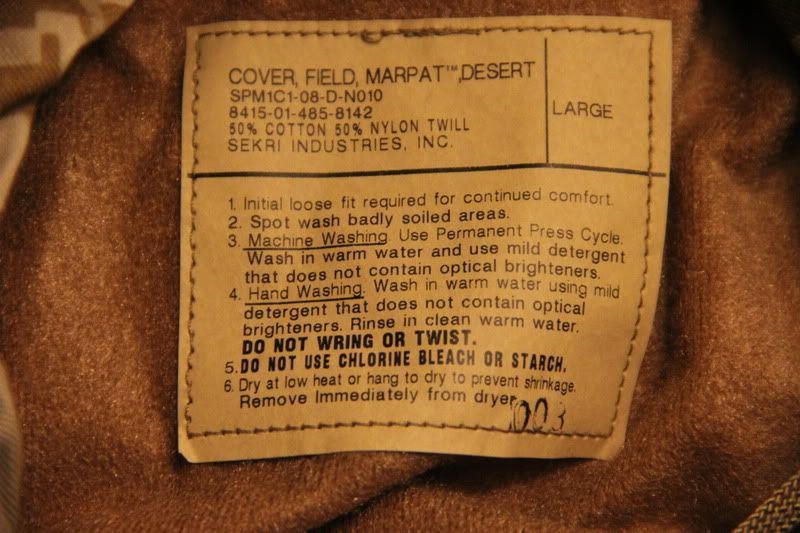 COVER, FIELD, MARPAT™,DESERT
SPM1C1-08-D-N010
8415-01-485-8142
50% COTTON 50% NYLON TWILL
SEKRI INDUSTRIES, INC.
LARGE
1. Initial loose fit required for continued comfort.
2. Spot wash badly soiled areas.
3. Machine Washing. Use Permanent Press Cycle.
Wash in warm water and use mild detergent
that does not contain optical brighteners.
4. Hand Washing. Wash in warm water using mild
detergent that does not contain optical
brighteners. Rinse in clean warm water.
DO NOT WRING OR TWIST.
5. DO NOT USE CHLORINE BLEACH OR STARCH.
6. Dry at low heat or hang to dry to prevent shrinkage.
Remove Immediately from dryer.
003